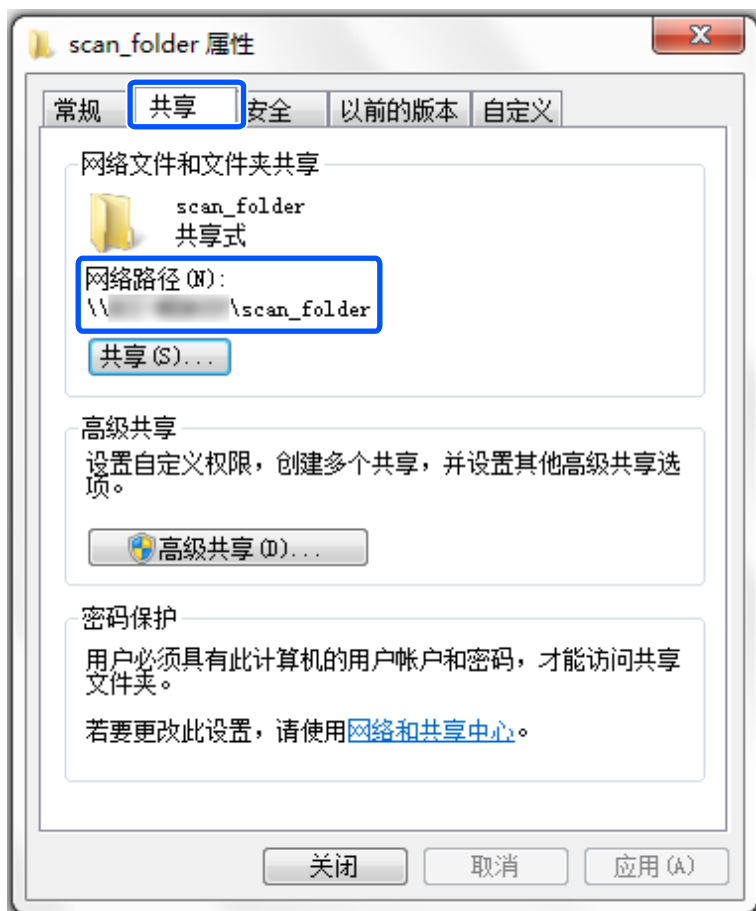 scan_folder 属性
常规 共享 安全 以前的版本 自定义
网络文件和文件夹共享
scan_folder
共享式
网络路径(N):
\\ \scan_folder
共享(S)...
高级共享
设置自定义权限，创建多个共享，并设置其他高级共享选
项。
高级共享(D)...
密码保护
用户必须具有此计算机的用户帐户和密码，才能访问共享
文件夹。
若要更改此设置，请使用网络和共享中心。
关闭 取消 应用(A)